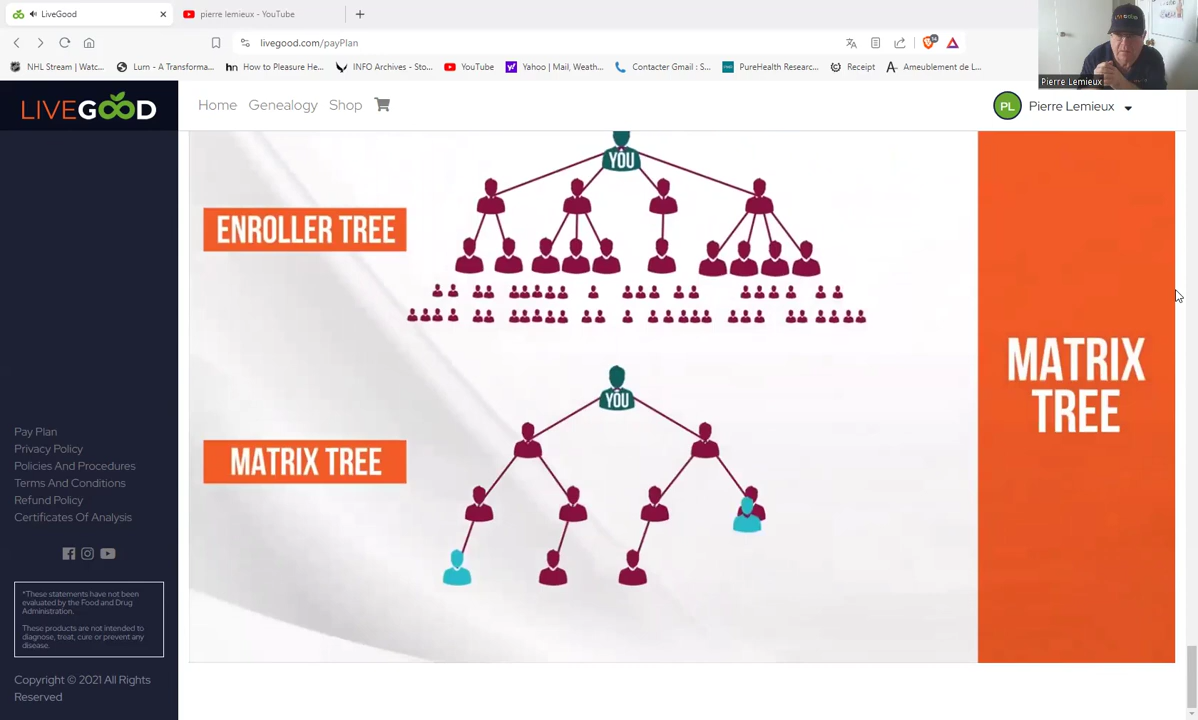 LiveGood
pierre lemieux - YouTube
livegood.com/payPlan
NHL Stream | Watc...
Lurn - A Transforma...
How to Pleasure He...
INFO Archives - Sto...
YouTube
Yahoo | Mail, Weath...
Contacter Gmail : S...
PureHealth Researc...
Receipt
Ameublement de L...
Pierre Lemieux
LIVEGOOD
Home
Genealogy
Shop
PL
Pierre Lemieux
YOU
ENROLLER TREE
YOU
MATRIX TREE
MATRIX
TREE
Pay Plan
Privacy Policy
Policies And Procedures
Terms And Conditions
Refund Policy
Certificates Of Analysis
*These statements have not been
evaluated by the Food and Drug
Administration.
These products are not intended to
diagnose, treat, cure or prevent any
disease.
Copyright © 2021 All Rights
Reserved